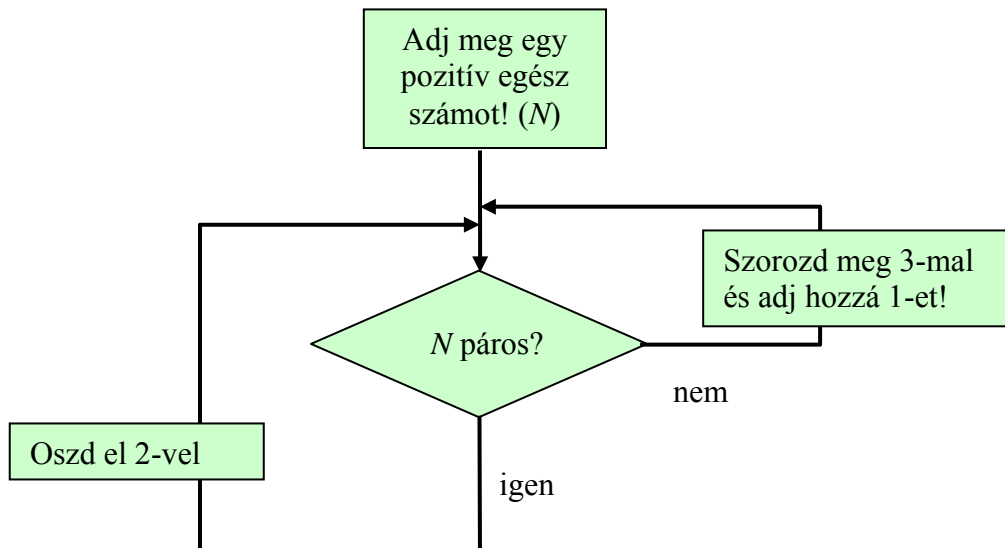 Adj meg egy
pozitív egész
számot! (N)
Szorozd meg 3-mal
és adj hozzá 1-et!
N páros?
nem
Oszd el 2-vel
igen